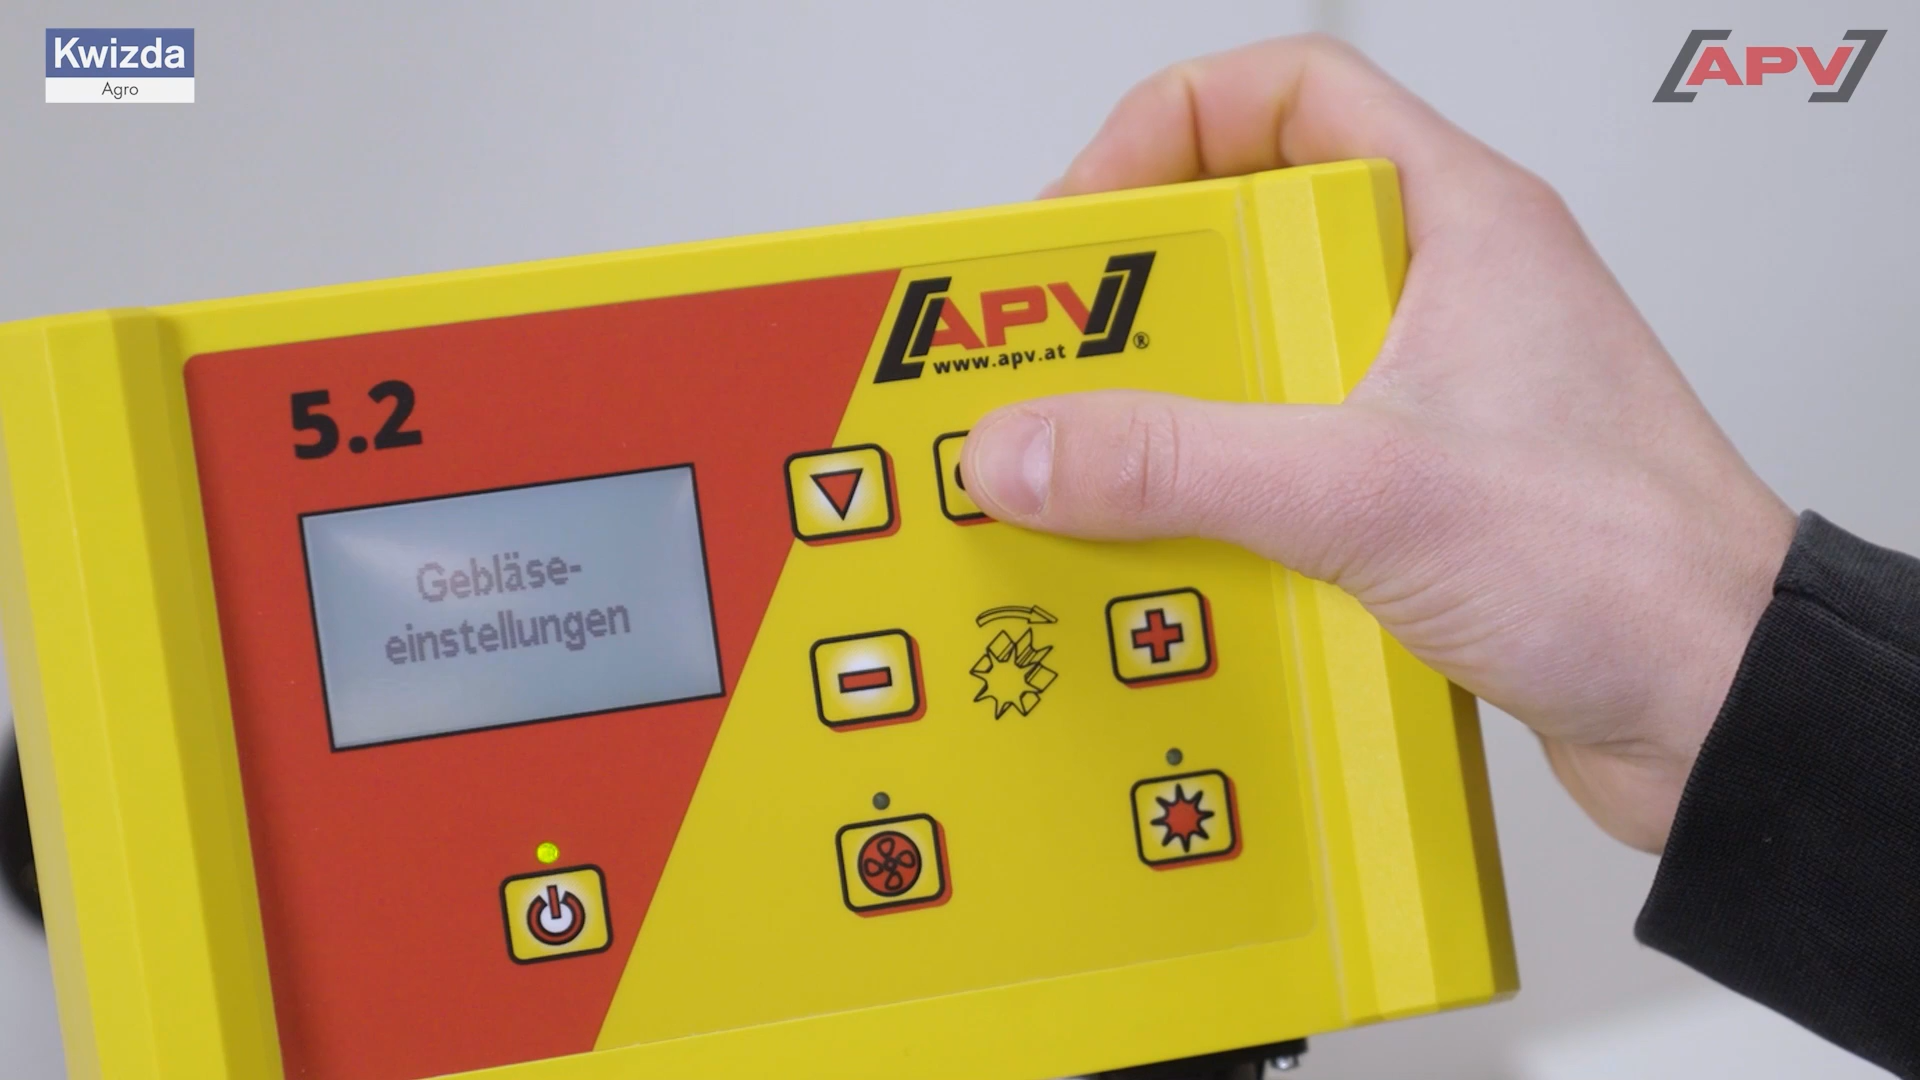 Kwizda
Agro
[APV]
[APV]®
www.apv.at
5.2
Gebläse-
einstellungen